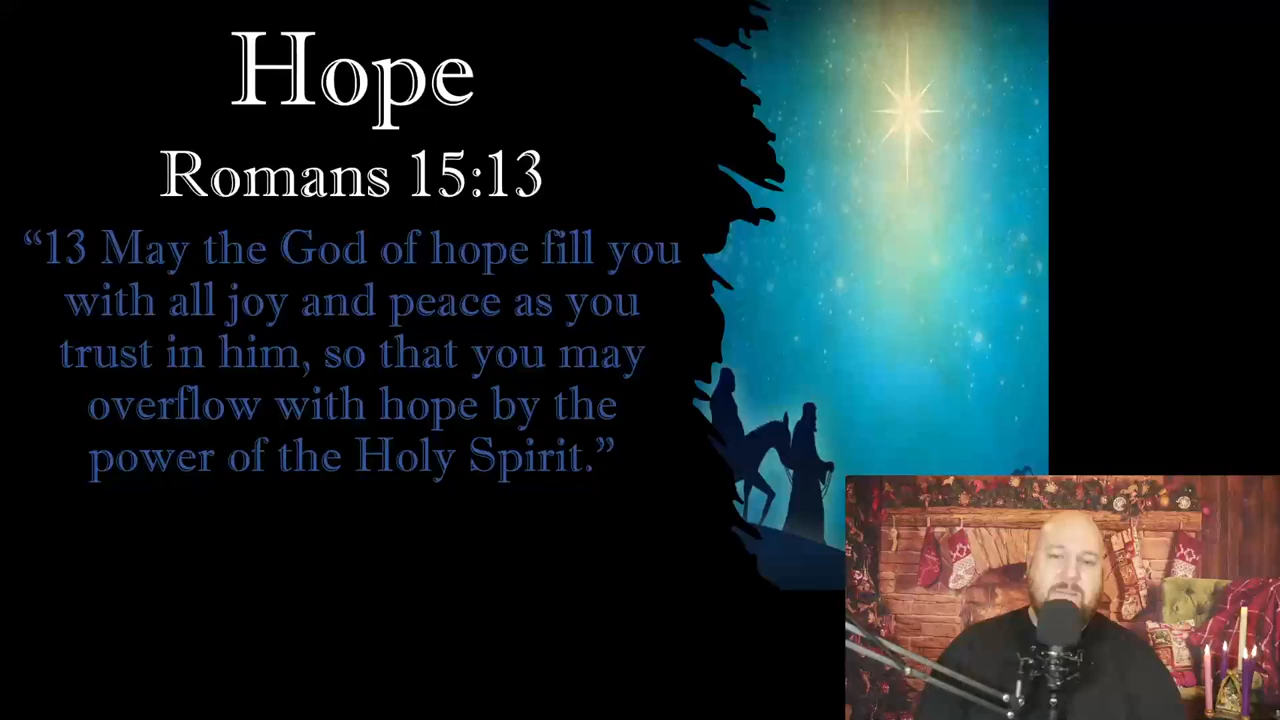 Hope
Romans 15:13
“13 May the God of hope fill you
with all joy and peace as you
trust in him, so that you may
overflow with hope by the
power of the Holy Spirit.”